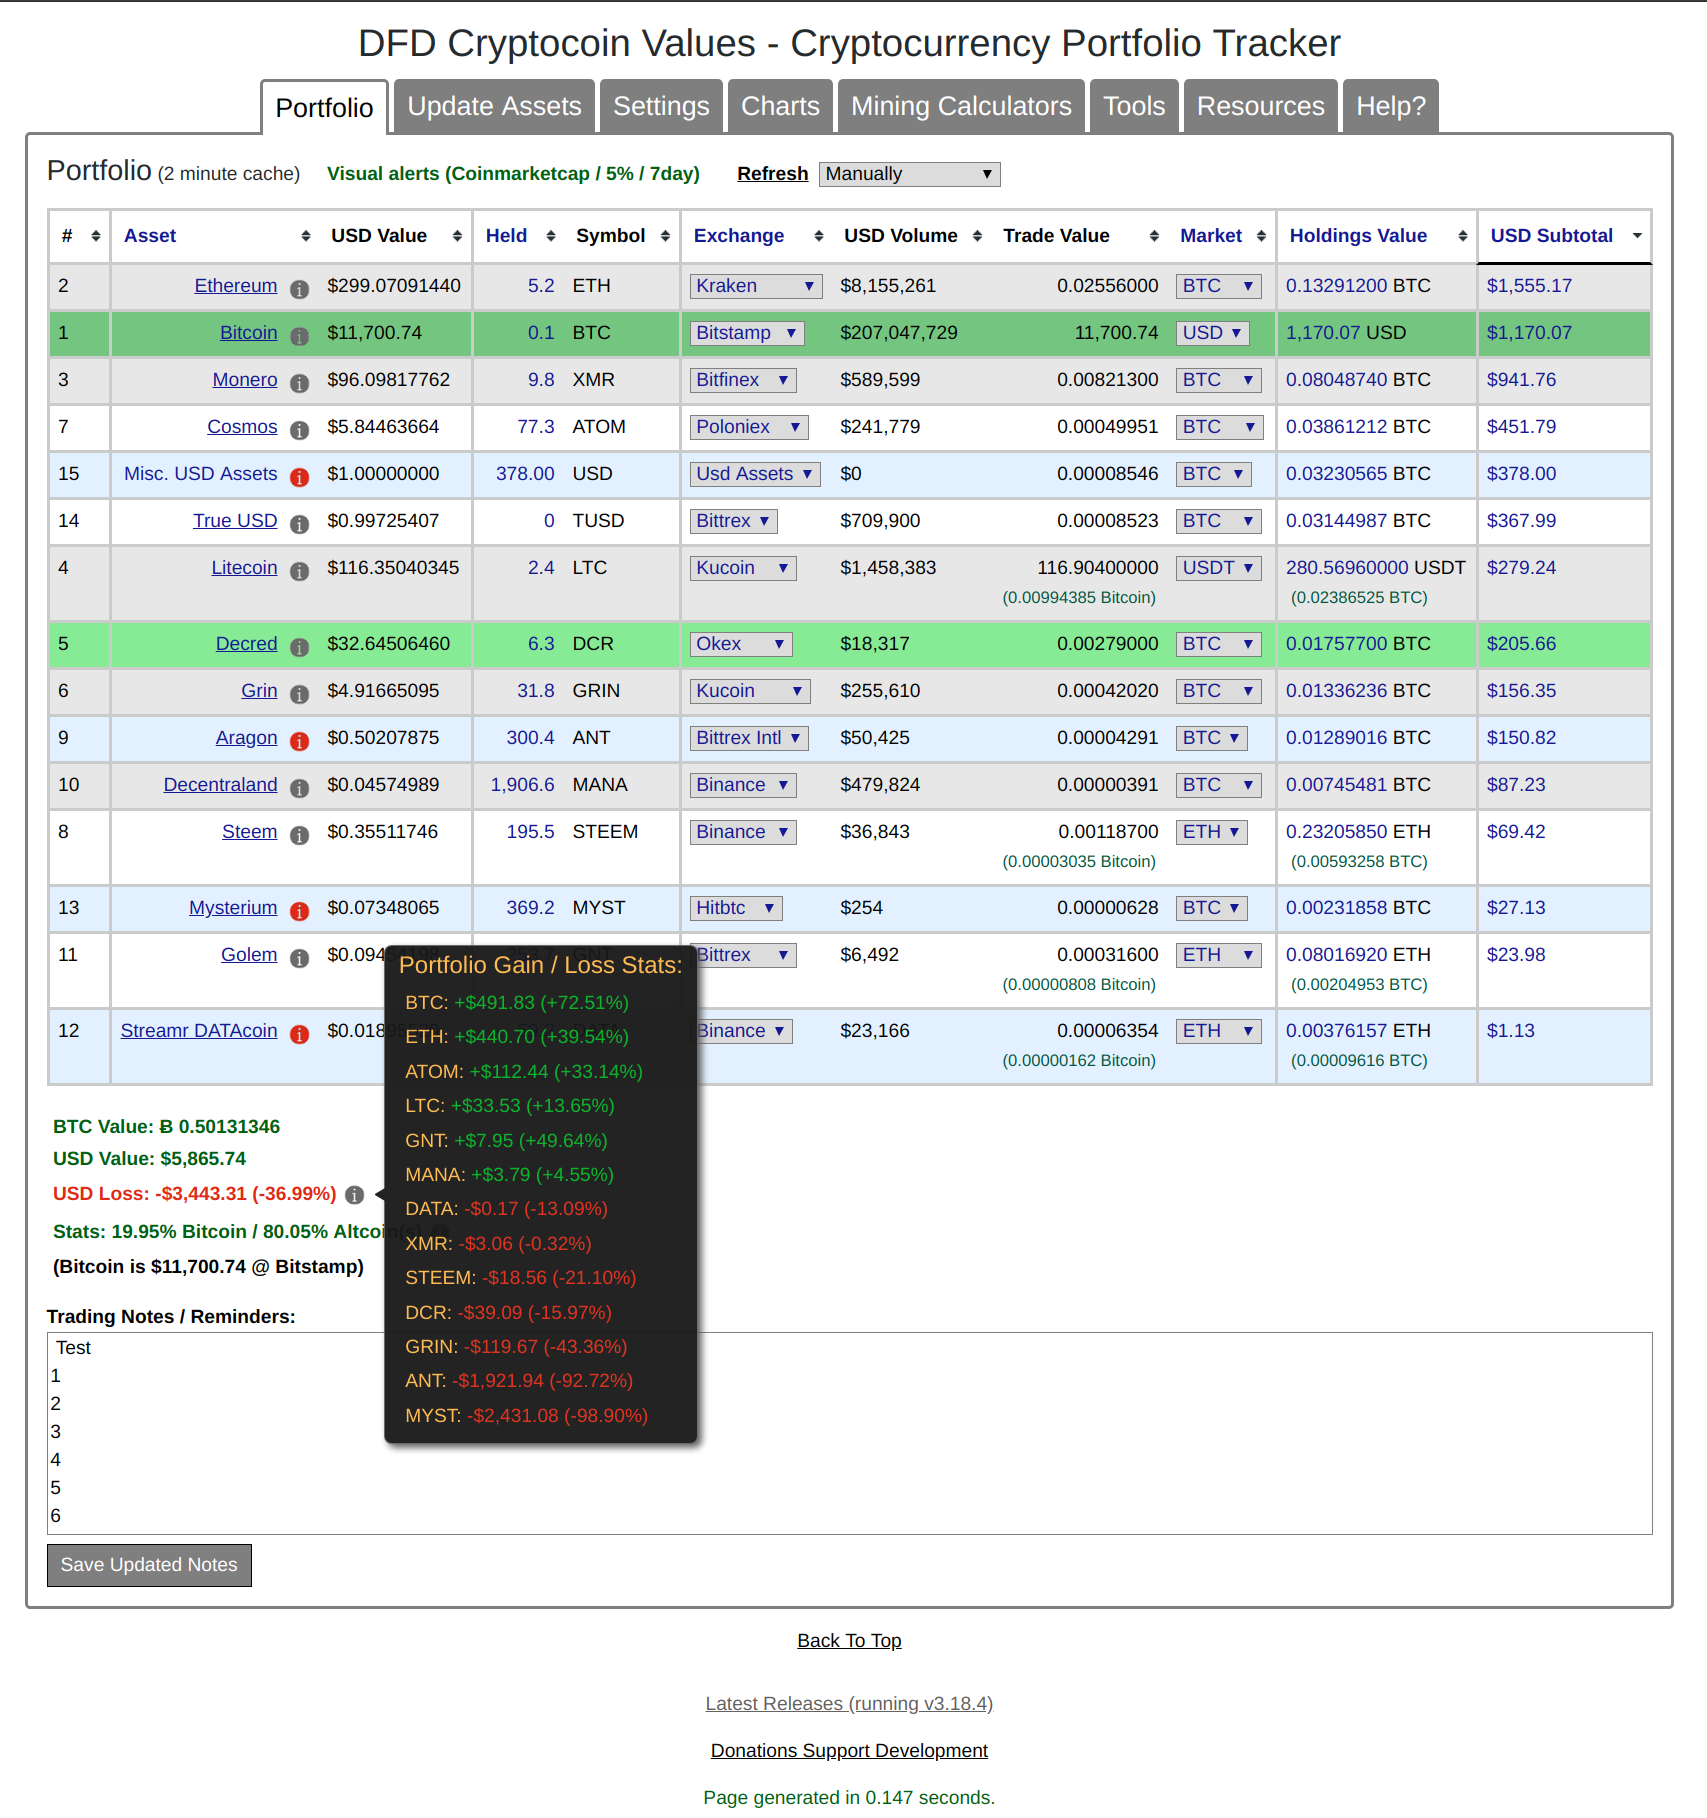 DFD Cryptocoin Values - Cryptocurrency Portfolio Tracker
Portfolio Update Assets Settings Charts Mining Calculators Tools Resources Help?
Portfolio (2 minute cache) Visual alerts (Coinmarketcap / 5% / 7day) Refresh Manually
# Asset USD Value Held Symbol Exchange USD Volume Trade Value Market Holdings Value USD Subtotal
2 Ethereum $299.07091440 5.2 ETH Kraken $8,155,261 0.02556000 BTC 0.13291200 BTC $1,555.17
1 Bitcoin $11,700.74 0.1 BTC Bitstamp $207,047,729 11,700.74 USD 1,170.07 USD $1,170.07
3 Monero $96.09817762 9.8 XMR Bitfinex $589,599 0.00821300 BTC 0.08048740 BTC $941.76
7 Cosmos $5.84463664 77.3 ATOM Poloniex $241,779 0.00049951 BTC 0.03861212 BTC $451.79
15 Misc. USD Assets $1.00000000 378.00 USD Usd Assets $0 0.00008546 BTC 0.03230565 BTC $378.00
14 True USD $0.99725407 0 TUSD Bittrex $709,900 0.00008523 BTC 0.03144987 BTC $367.99
4 Litecoin $116.35040345 2.4 LTC Kucoin $1,458,383 116.90400000 USDT 280.56960000 USDT $279.24
(0.00994385 Bitcoin) (0.02386525 BTC)
5 Decred $32.64506460 6.3 DCR Okex $18,317 0.00279000 BTC 0.01757700 BTC $205.66
6 Grin $4.91665095 31.8 GRIN Kucoin $255,610 0.00042020 BTC 0.01336236 BTC $156.35
9 Aragon $0.50207875 300.4 ANT Bittrex Intl $50,425 0.00004291 BTC 0.01289016 BTC $150.82
10 Decentraland $0.04574989 1,906.6 MANA Binance $479,824 0.00000391 BTC 0.00745481 BTC $87.23
8 Steem $0.35511746 195.5 STEEM Binance $36,843 0.00118700 ETH 0.23205850 ETH $69.42
(0.00003035 Bitcoin) (0.00593258 BTC)
13 Mysterium $0.07348065 369.2 MYST Hitbtc $254 0.00000628 BTC 0.00231858 BTC $27.13
11 Golem Bittrex $6,492 0.00031600 ETH 0.08016920 ETH $23.98
(0.00000808 Bitcoin) (0.00204953 BTC)
12 Streamr DATAcoin Binance $23,166 0.00006354 ETH 0.00376157 ETH $1.13
(0.00000162 Bitcoin) (0.00009616 BTC)
Portfolio Gain / Loss Stats:
BTC: +$491.83 (+72.51%)
ETH: +$440.70 (+39.54%)
ATOM: +$112.44 (+33.14%)
LTC: +$33.53 (+13.65%)
GNT: +$7.95 (+49.64%)
MANA: +$3.79 (+4.55%)
DATA: -$0.17 (-13.09%)
XMR: -$3.06 (-0.32%)
STEEM: -$18.56 (-21.10%)
DCR: -$39.09 (-15.97%)
GRIN: -$119.67 (-43.36%)
ANT: -$1,921.94 (-92.72%)
MYST: -$2,431.08 (-98.90%)
BTC Value: Ƀ 0.50131346
USD Value: $5,865.74
USD Loss: -$3,443.31 (-36.99%)
Stats: 19.95% Bitcoin / 80.05% Altcoin(s)
(Bitcoin is $11,700.74 @ Bitstamp)
Trading Notes / Reminders:
Test
1
2
3
4
5
6
Save Updated Notes
Back To Top
Latest Releases (running v3.18.4)
Donations Support Development
Page generated in 0.147 seconds.